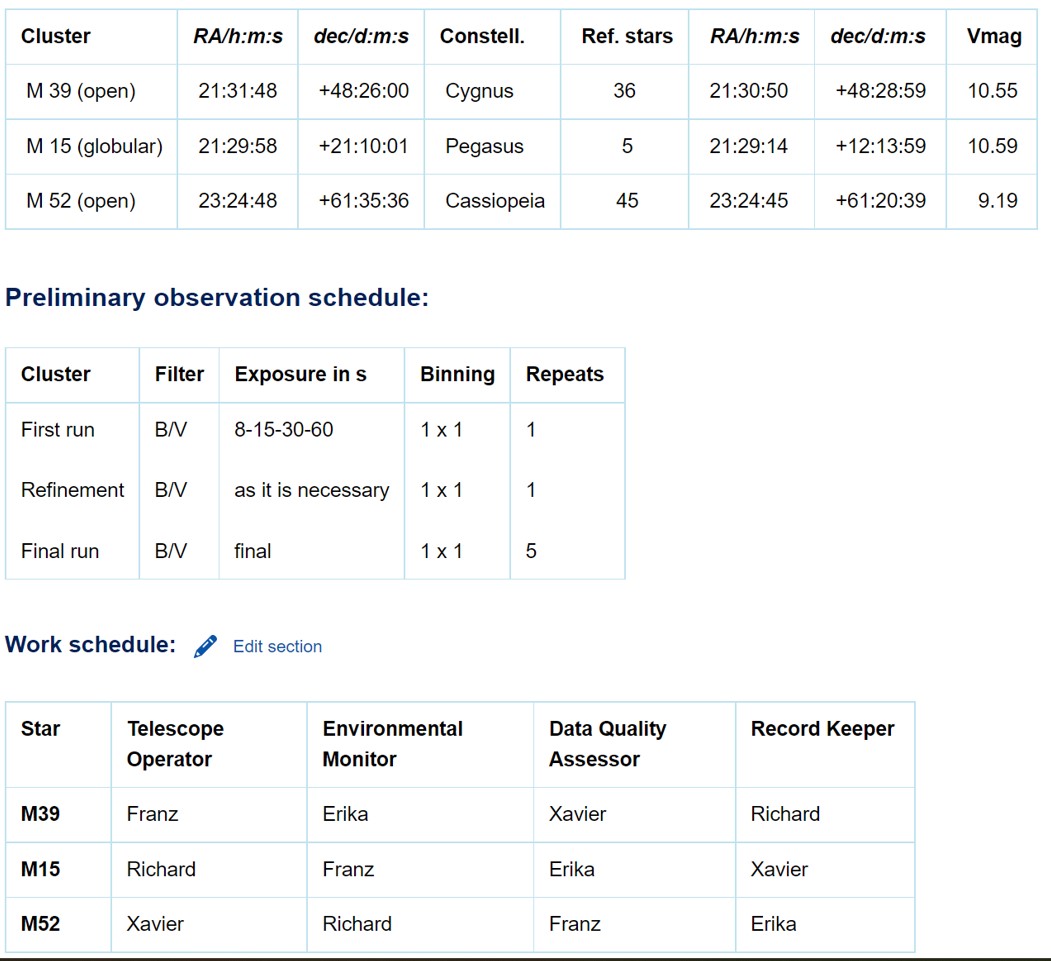 Cluster RA/h:m:s dec/d:m:s Constell. Ref. stars RA/h:m:s dec/d:m:s Vmag
M 39 (open) 21:31:48 +48:26:00 Cygnus 36 21:30:50 +48:28:59 10.55
M 15 (globular) 21:29:58 +21:10:01 Pegasus 5 21:29:14 +12:13:59 10.59
M 52 (open) 23:24:48 +61:35:36 Cassiopeia 45 23:24:45 +61:20:39 9.19
Preliminary observation schedule:
Cluster Filter Exposure in s Binning Repeats
First run B/V 8-15-30-60 1 x 1 1
Refinement B/V as it is necessary 1 x 1 1
Final run B/V final 1 x 1 5
Work schedule: Edit section
Star Telescope Operator Environmental Monitor Data Quality Assessor Record Keeper
M39 Franz Erika Xavier Richard
M15 Richard Franz Erika Xavier
M52 Xavier Richard Franz Erika